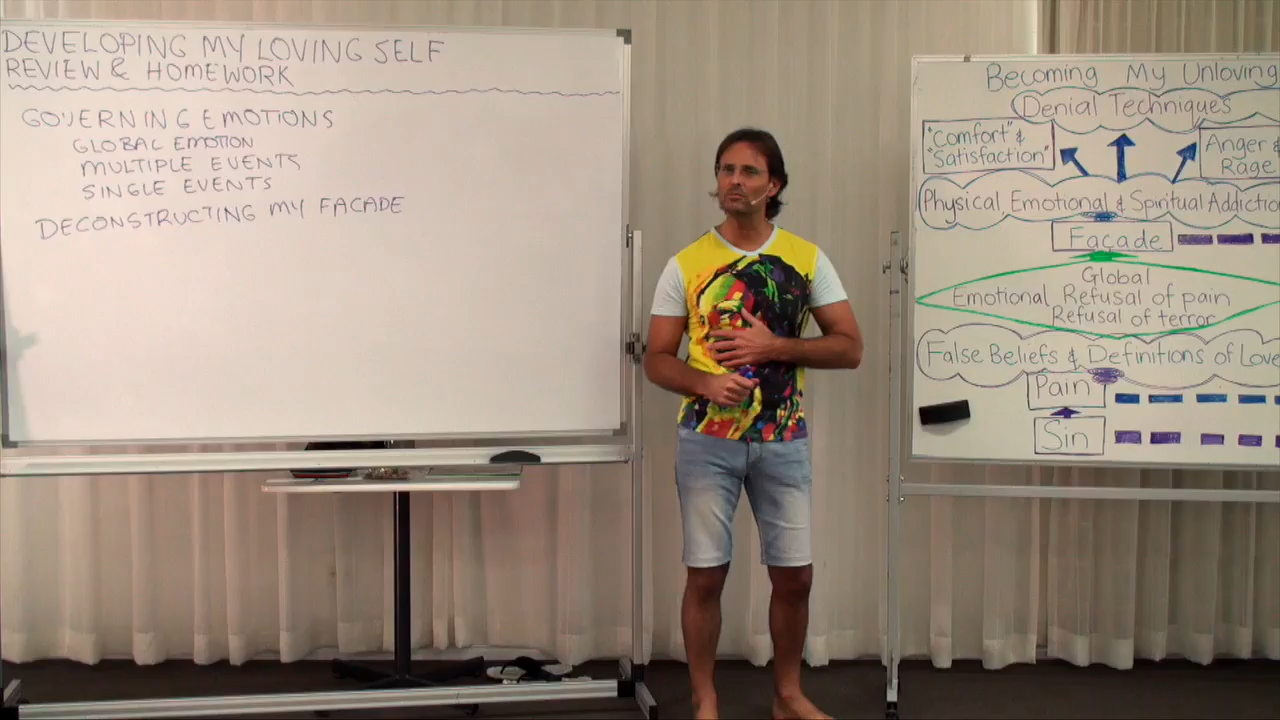 DEVELOPING MY LOVING SELF
REVIEW & HOMEWORK
GOVERNING EMOTIONS
GLOBAL EMOTION
MULTIPLE EVENTS
SINGLE EVENTS
DECONSTRUCTING MY FACADE
Becoming My Unloving
Denial Techniques
"Comfort" &
"Satisfaction"
Anger &
Rage
Physical Emotional & Spiritual Addiction
Façade
Global
Emotional Refusal of pain
Refusal of terror
False Beliefs & Definitions of Love
Pain
Sin